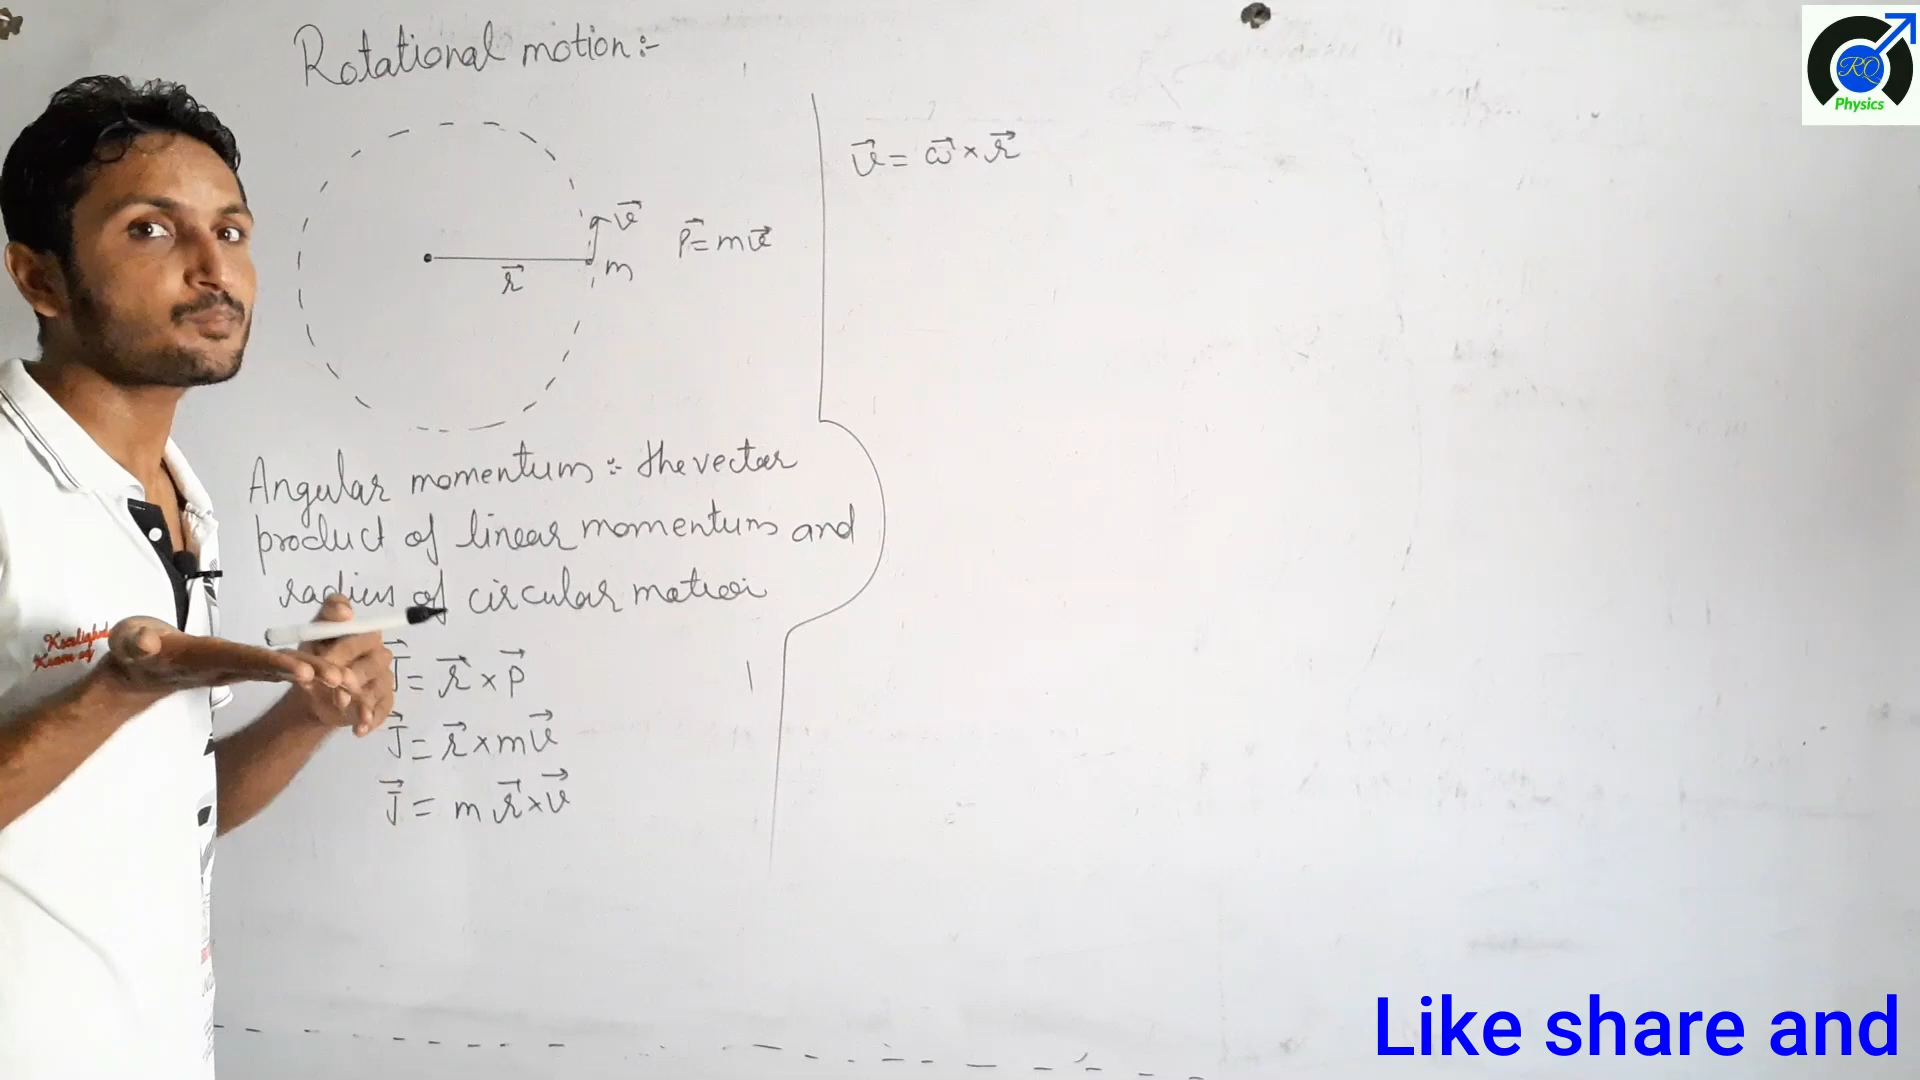 Rotational motion:-
v⃗
p⃗ = mv⃗
r⃗
m
Angular momentum :- the vector
product of linear momentum and
radius of circular motion
J⃗ = r⃗ × p⃗
J⃗ = r⃗ × mv⃗
J⃗ = m r⃗ × v⃗
v⃗ = ω⃗ × r⃗
RQ
Physics
Like share and